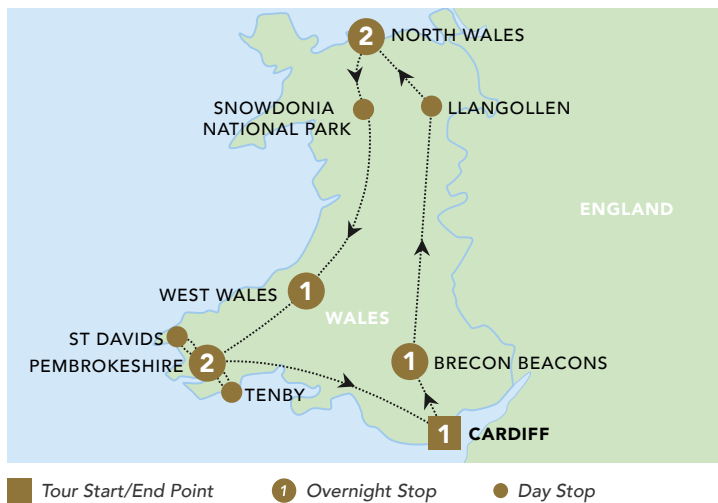 2
NORTH WALES
SNOWDONIA
NATIONAL PARK
LLANGOLLEN
ENGLAND
WEST WALES
1
WALES
ST DAVIDS
PEMBROKESHIRE
2
1
BRECON BEACONS
TENBY
1
CARDIFF
Tour Start/End Point
1
Overnight Stop
Day Stop